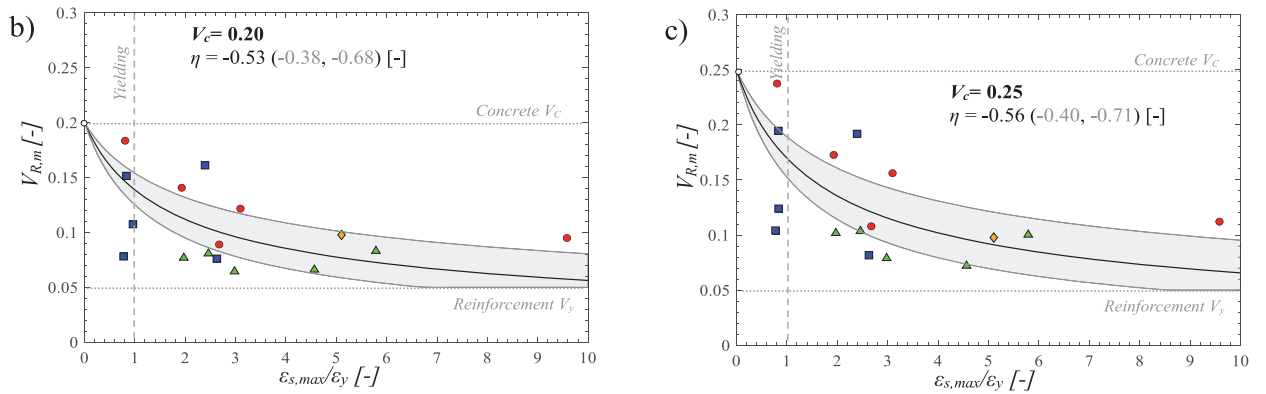 b)
V_c= 0.20
η = -0.53 (-0.38, -0.68) [-]
Yielding
Concrete V_C
Reinforcement V_y
V_{R,m} [-]
0.3
0.25
0.2
0.15
0.1
0.05
0
0 1 2 3 4 5 6 7 8 9 10
ε_{s,max}/ε_y [-]
c)
V_c= 0.25
η = -0.56 (-0.40, -0.71) [-]
Yielding
Concrete V_C
Reinforcement V_y
V_{R,m} [-]
0.3
0.25
0.2
0.15
0.1
0.05
0
0 1 2 3 4 5 6 7 8 9 10
ε_{s,max}/ε_y [-]